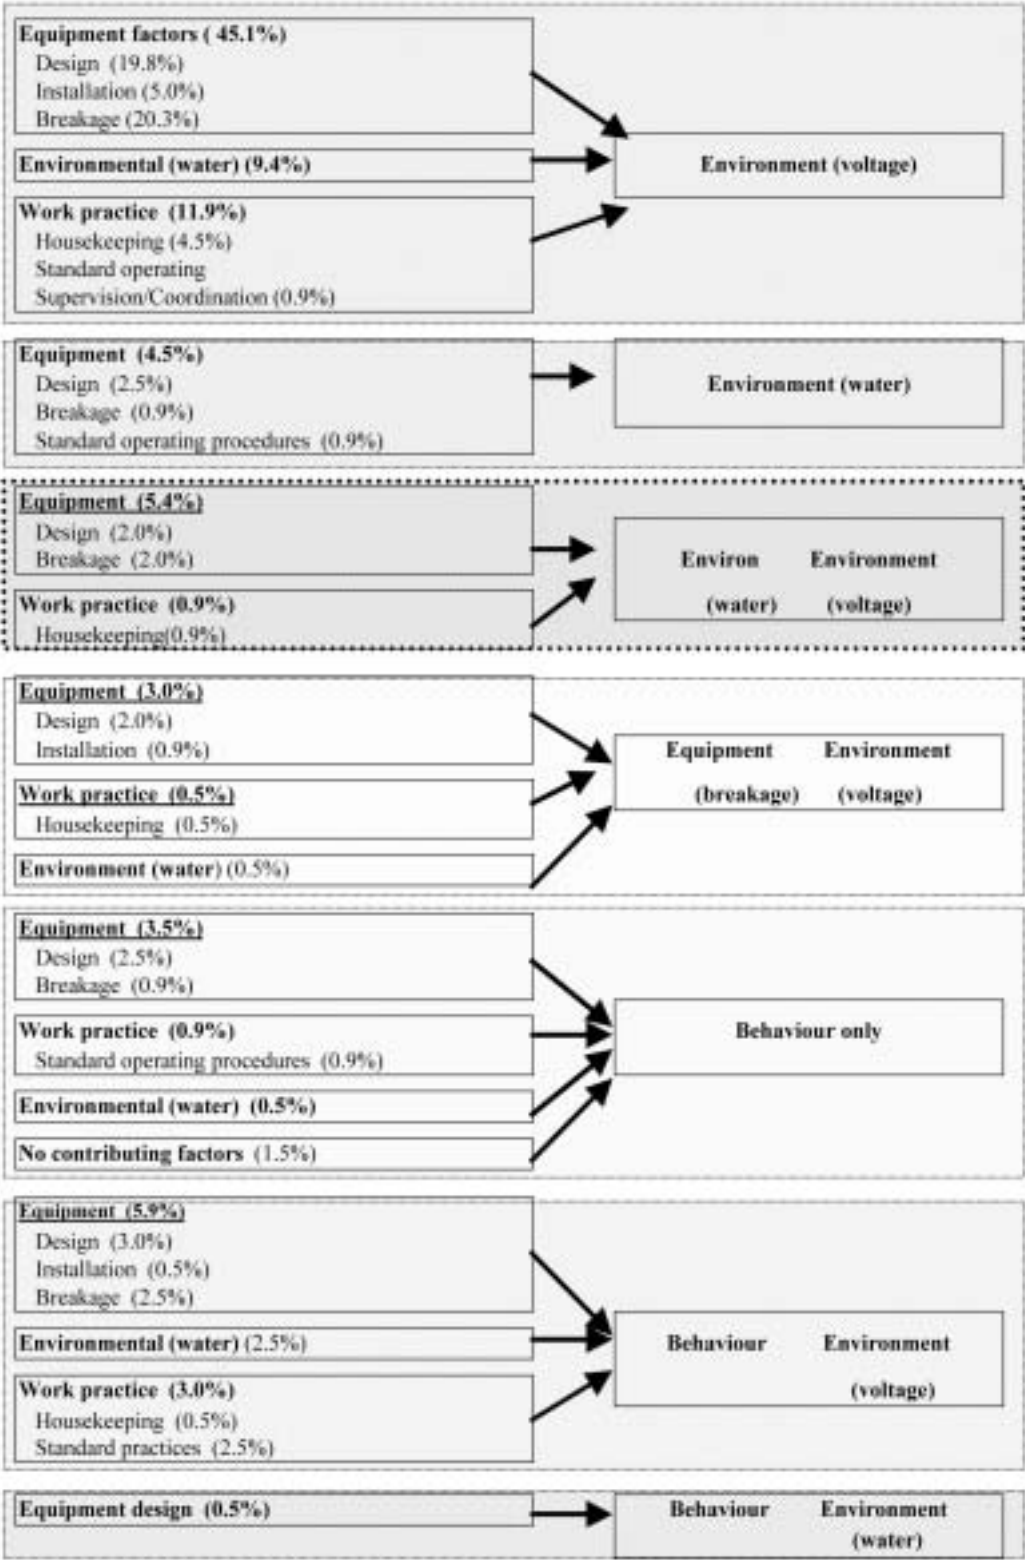 Equipment factors ( 45.1%)
Design (19.8%)
Installation (5.0%)
Breakage (20.3%)
Environmental (water) (9.4%)
Work practice (11.9%)
Housekeeping (4.5%)
Standard operating
Supervision/Coordination (0.9%)
Environment (voltage)
Equipment (4.5%)
Design (2.5%)
Breakage (0.9%)
Standard operating procedures (0.9%)
Environment (water)
Equipment (5.4%)
Design (2.0%)
Breakage (2.0%)
Work practice (0.9%)
Housekeeping(0.9%)
Environ Environment
(water) (voltage)
Equipment (3.0%)
Design (2.0%)
Installation (0.9%)
Work practice (0.5%)
Housekeeping (0.5%)
Environment (water) (0.5%)
Equipment Environment
(breakage) (voltage)
Equipment (3.5%)
Design (2.5%)
Breakage (0.9%)
Work practice (0.9%)
Standard operating procedures (0.9%)
Environmental (water) (0.5%)
No contributing factors (1.5%)
Behaviour only
Equipment (5.9%)
Design (3.0%)
Installation (0.5%)
Breakage (2.5%)
Environmental (water) (2.5%)
Work practice (3.0%)
Housekeeping (0.5%)
Standard practices (2.5%)
Behaviour Environment
(voltage)
Equipment design (0.5%)
Behaviour Environment
(water)